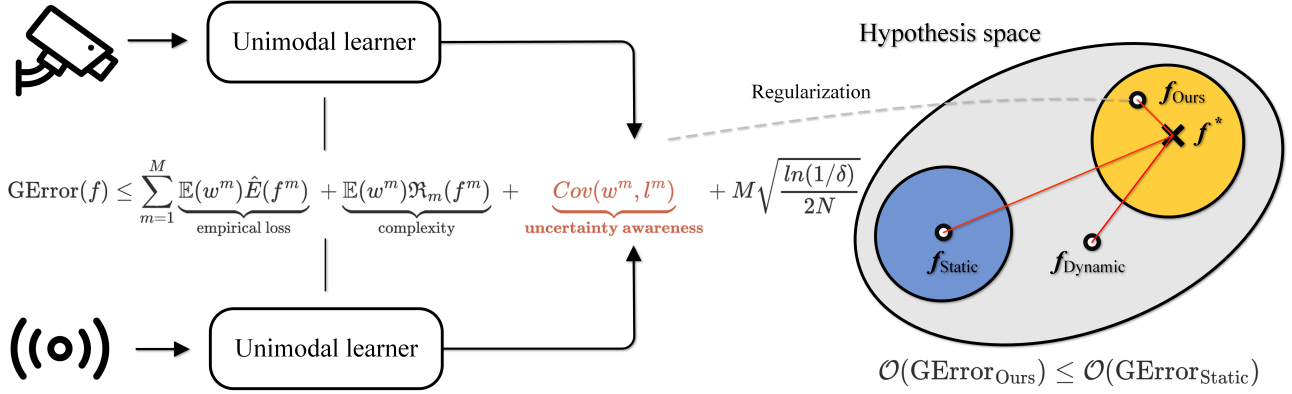 Unimodal learner
Hypothesis space
Regularization
f_Ours
f*
GError(f) ≤ ∑_{m=1}^{M} 𝔼(w^m)Ê(f^m) + 𝔼(w^m)ℜ_m(f^m) + Cov(w^m, l^m) + M√(ln(1/δ)/2N)
empirical loss
complexity
uncertainty awareness
f_Static
f_Dynamic
Unimodal learner
𝒪(GError_Ours) ≤ 𝒪(GError_Static)